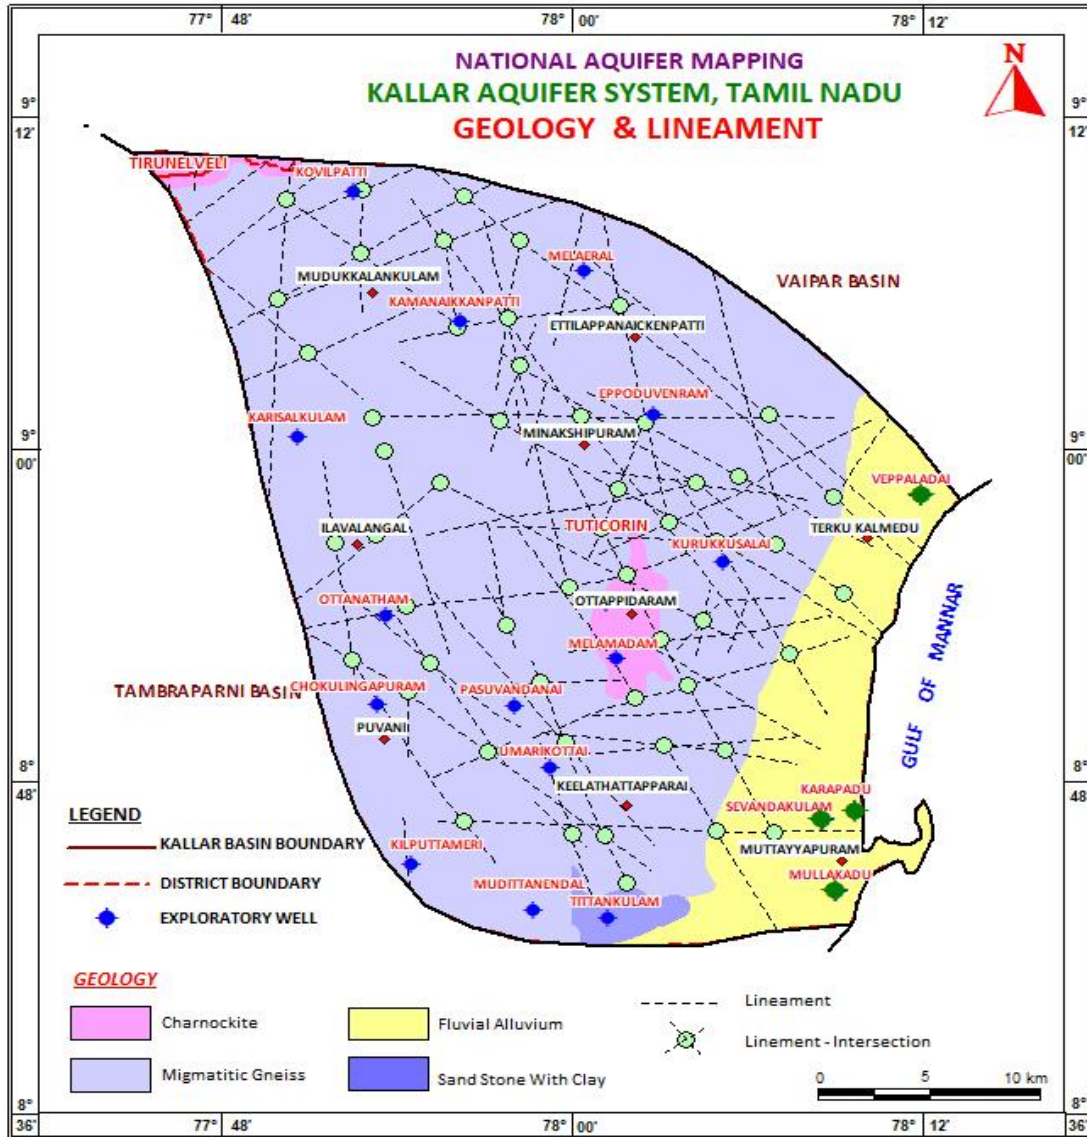 77° 48' 78° 00' 78° 12'
NATIONAL AQUIFER MAPPING
KALLAR AQUIFER SYSTEM, TAMIL NADU
GEOLOGY & LINEAMENT
N
9° 12'
9° 12'
TIRUNELVELI
KOVILPATTI
MELAERAL
MUDUKKALANKULAM
VAIPAR BASIN
KAMANAIKKANPATTI
ETTILAPPANAICKENPATTI
EPPODUVENRAM
KARISALKULAM
MINAKSHIPURAM
9° 00'
9° 00'
VEPPALADAI
ILAVALANGAL
TUTICORIN
TERKU KALMEDU
KURUKKUSALAI
OTTANATHAM
OTTAPPIDARAM
MELAMADAM
GULF OF MANNAR
TAMBRAPARNI BASIN
CHOKULINGAPURAM
PASUVANDANAI
PUVANI
UMARIKOTTAI
8° 48'
8° 48'
KEELATHATTAPPARAI
KARAPADU
SEVANDAKULAM
MUTTAYYAPURAM
KILPUTTAMERI
MULLAKADU
MUDITTANENDAL
TITTANKULAM
LEGEND
KALLAR BASIN BOUNDARY
DISTRICT BOUNDARY
EXPLORATORY WELL
GEOLOGY
Charnockite
Fluvial Alluvium
Lineament
Migmatitic Gneiss
Sand Stone With Clay
Linement - Intersection
0 5 10 km
8° 36'
8° 36'
77° 48' 78° 00' 78° 12'